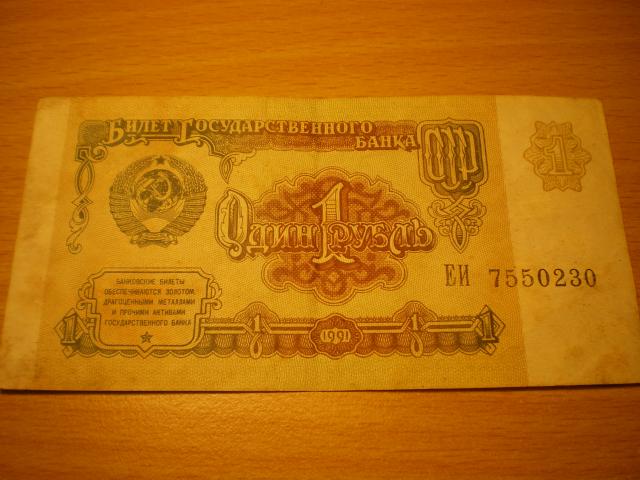 Билет Государственного
банка СССР
1
Один 1 рубль
ЕИ 7550230
БАНКОВСКИЕ БИЛЕТЫ
ОБЕСПЕЧИВАЮТСЯ ЗОЛОТОМ,
ДРАГОЦЕННЫМИ МЕТАЛЛАМИ
И ПРОЧИМИ АКТИВАМИ
ГОСУДАРСТВЕННОГО БАНКА
1 1 1991 1 1